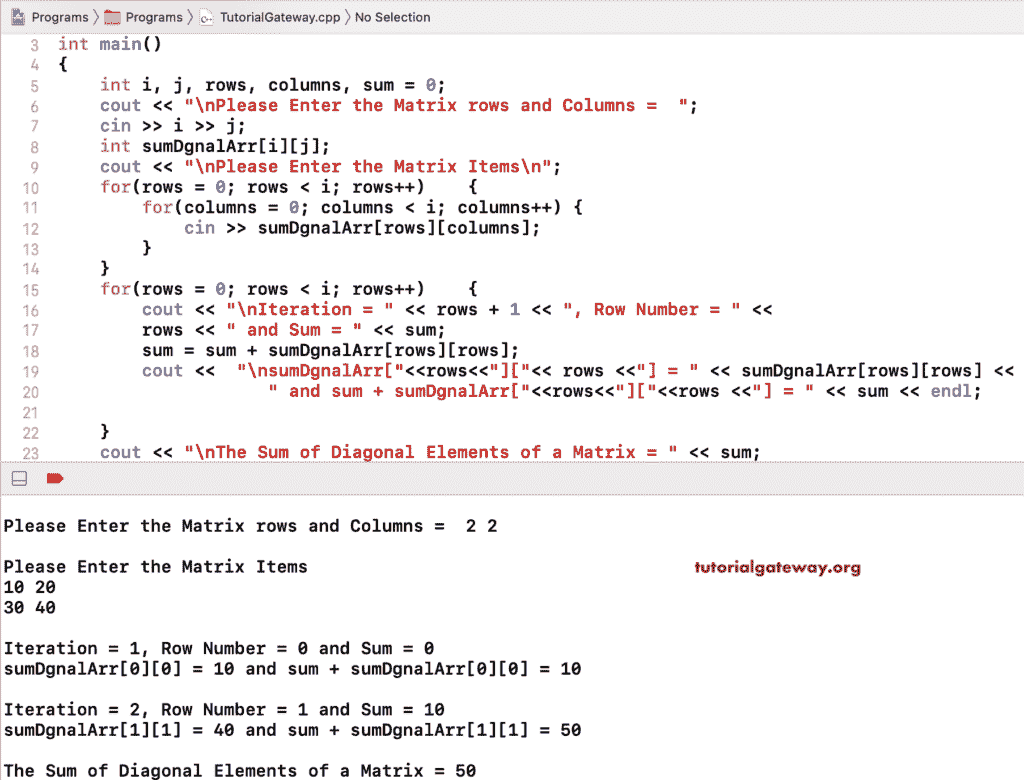 Programs 〉 Programs 〉 TutorialGateway.cpp 〉 No Selection
3 int main()
4 {
5     int i, j, rows, columns, sum = 0;
6     cout << "\nPlease Enter the Matrix rows and Columns =  ";
7     cin >> i >> j;
8     int sumDgnalArr[i][j];
9     cout << "\nPlease Enter the Matrix Items\n";
10     for(rows = 0; rows < i; rows++)    {
11         for(columns = 0; columns < i; columns++) {
12             cin >> sumDgnalArr[rows][columns];
13         }
14     }
15     for(rows = 0; rows < i; rows++)    {
16         cout << "\nIteration = " << rows + 1 << ", Row Number = " <<
17         rows << " and Sum = " << sum;
18         sum = sum + sumDgnalArr[rows][rows];
19         cout <<  "\nsumDgnalArr["<<rows<<"]["<< rows <<"] = " << sumDgnalArr[rows][rows] <<
20                     " and sum + sumDgnalArr["<<rows<<"]["<<rows <<"] = " << sum << endl;
21
22     }
23     cout << "\nThe Sum of Diagonal Elements of a Matrix = " << sum;
Please Enter the Matrix rows and Columns =  2 2
Please Enter the Matrix Items
tutorialgateway.org
10 20
30 40
Iteration = 1, Row Number = 0 and Sum = 0
sumDgnalArr[0][0] = 10 and sum + sumDgnalArr[0][0] = 10
Iteration = 2, Row Number = 1 and Sum = 10
sumDgnalArr[1][1] = 40 and sum + sumDgnalArr[1][1] = 50
The Sum of Diagonal Elements of a Matrix = 50